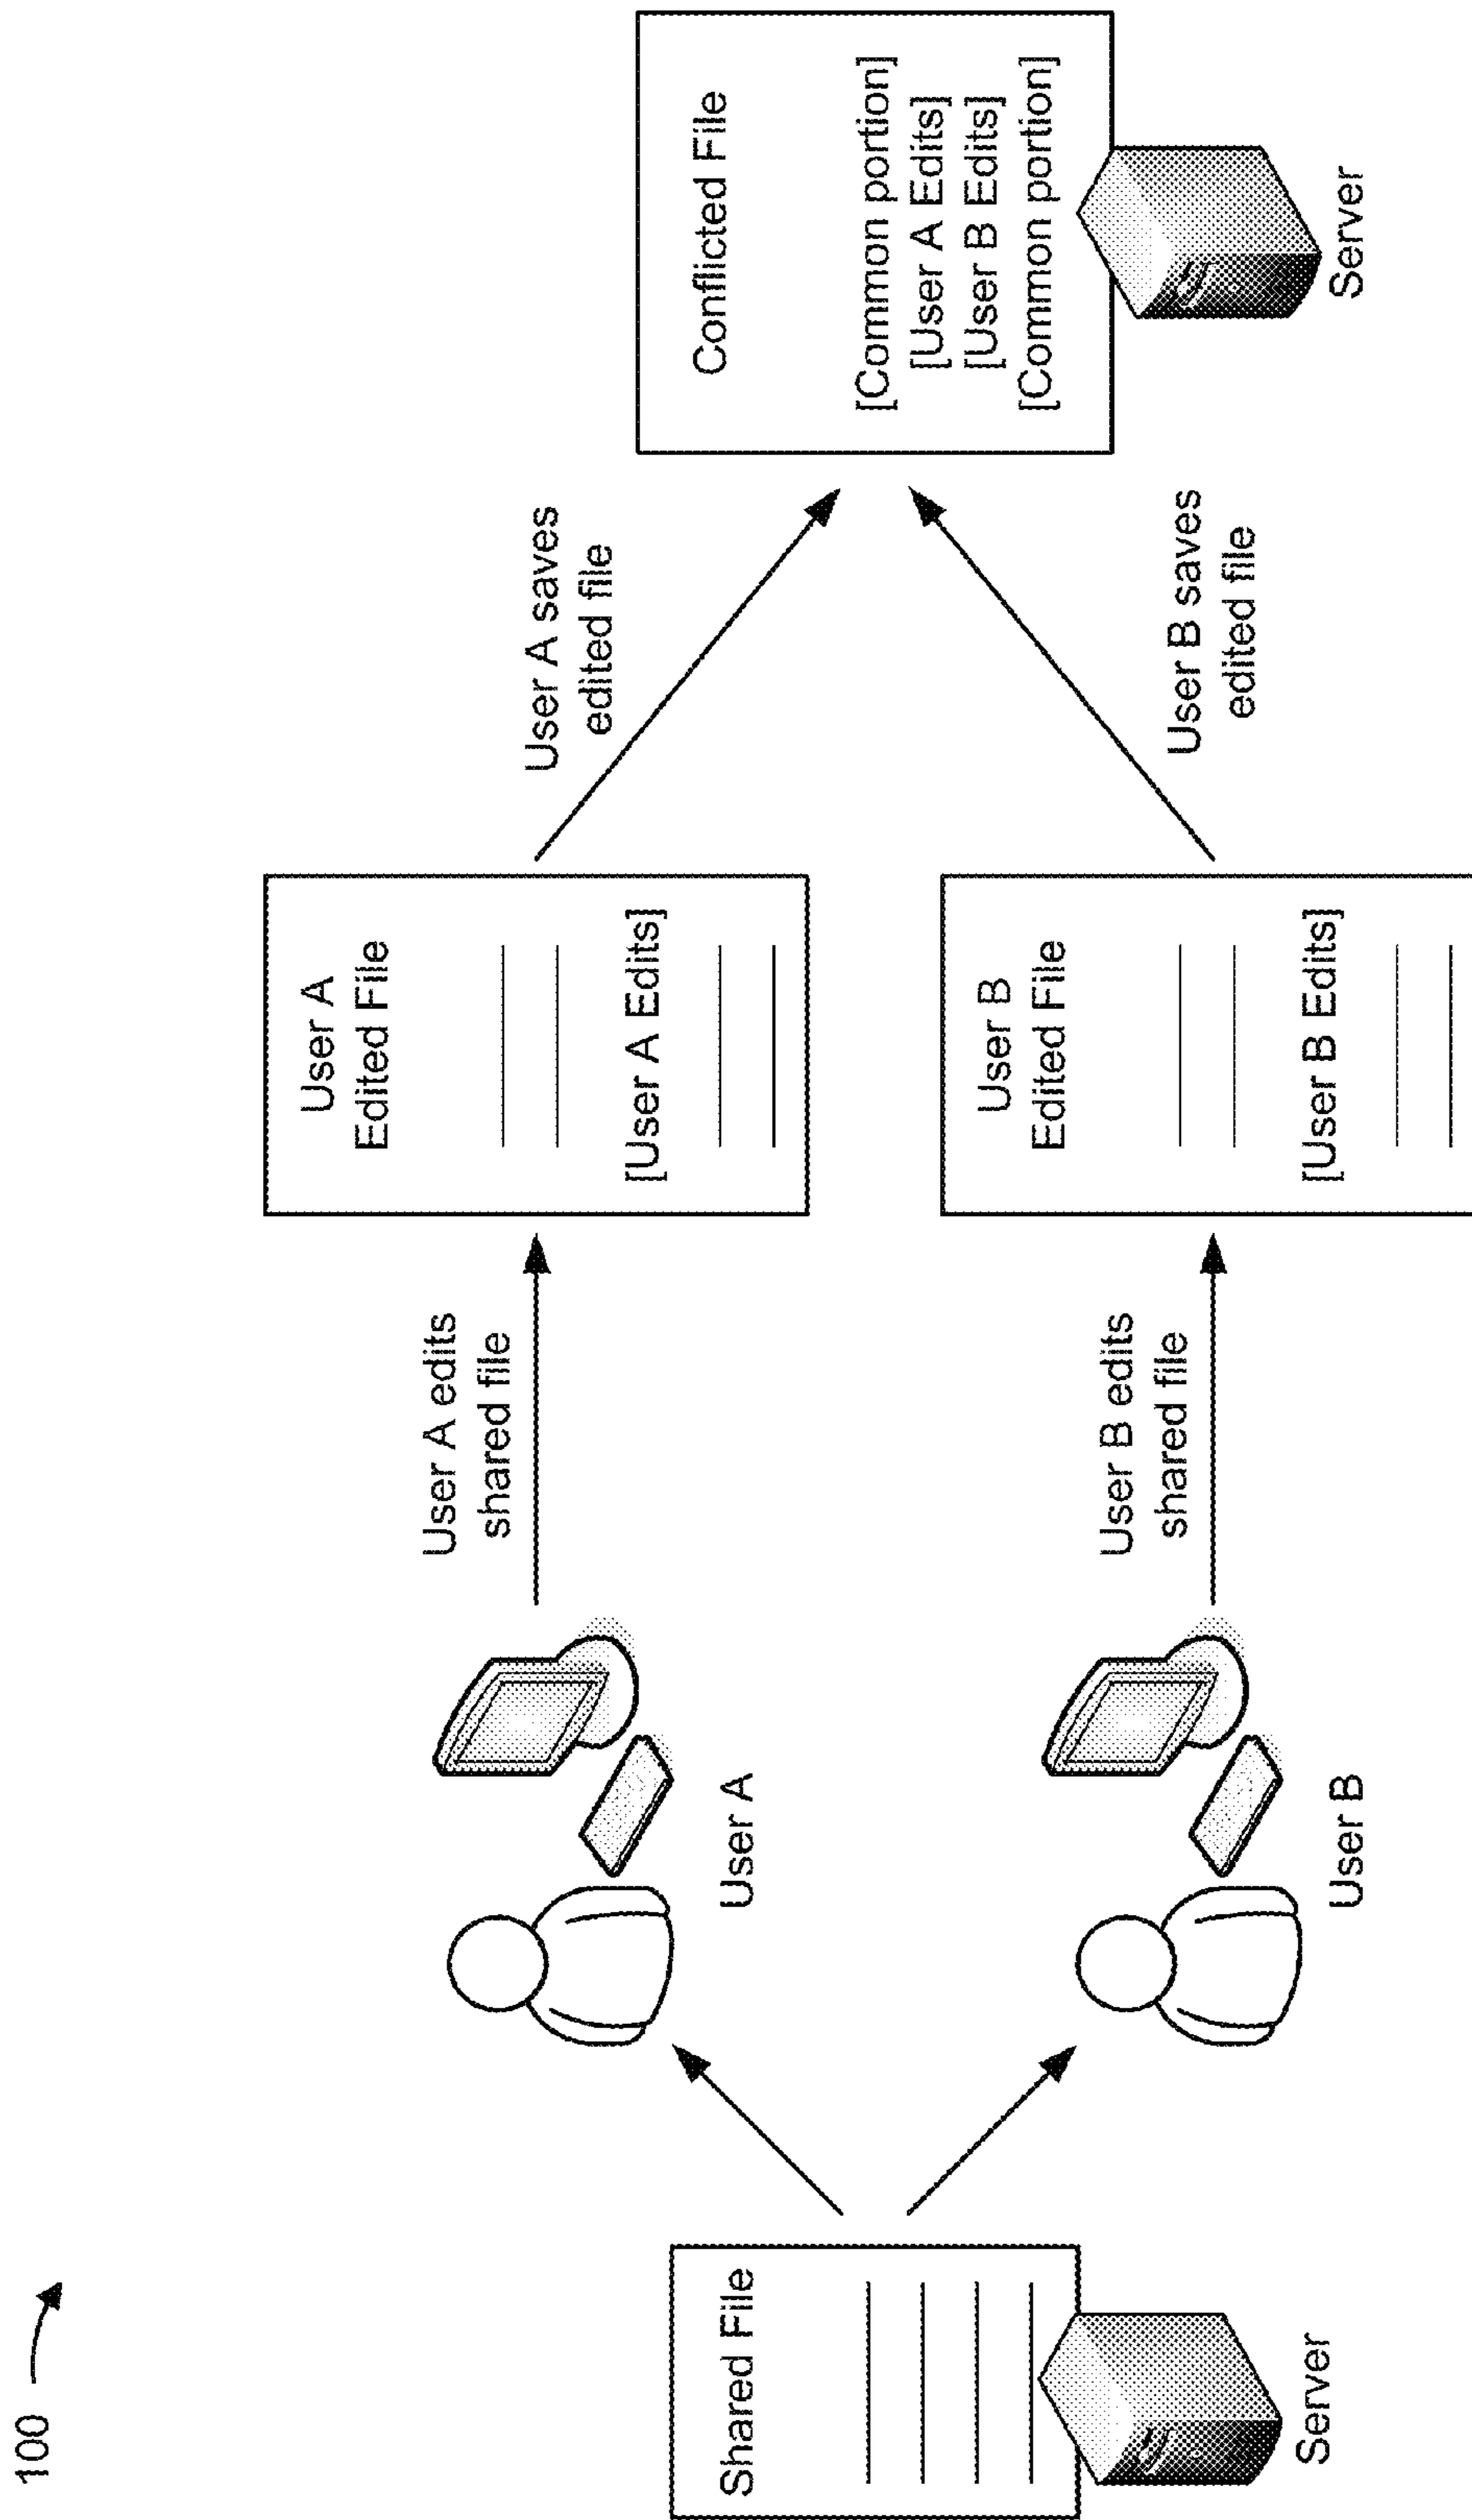 100
Shared File
Server
User A
User B
User A edits
shared file
User B edits
shared file
User A
Edited File
[User A Edits]
User B
Edited File
[User B Edits]
User A saves
edited file
User B saves
edited file
Conflicted File
[Common portion]
[User A Edits]
[User B Edits]
[Common portion]
Server